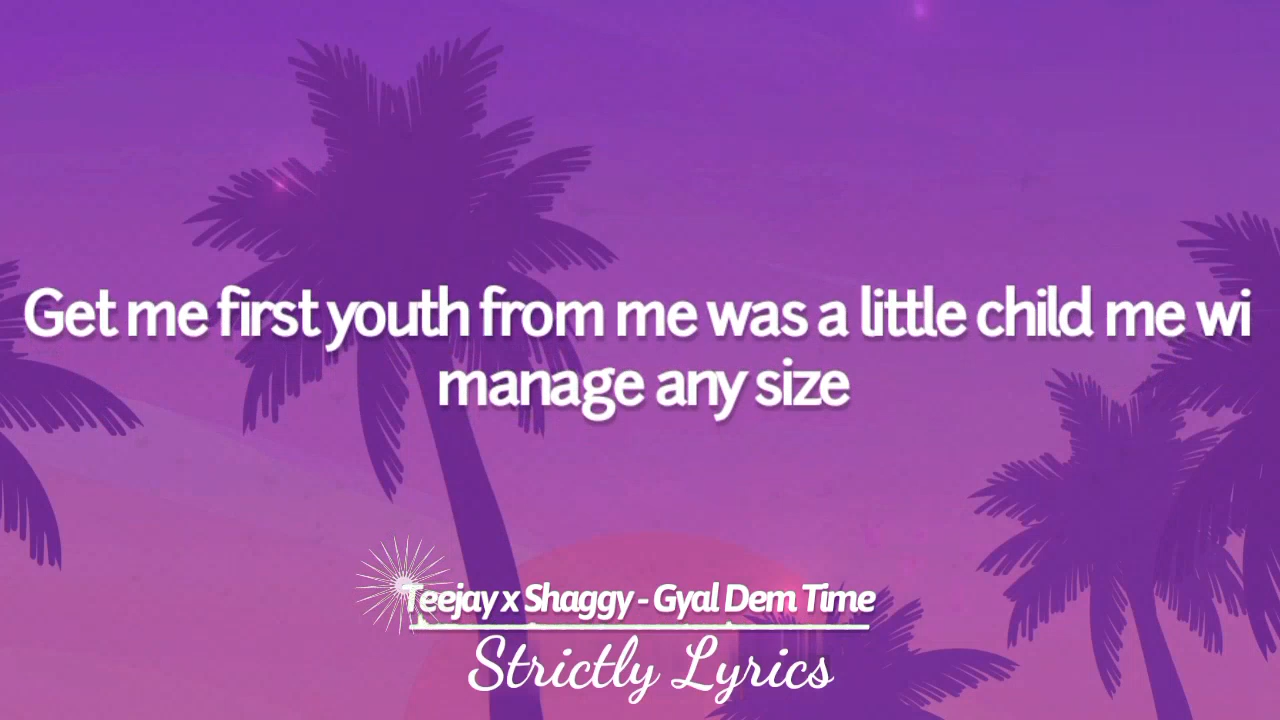 Get me first youth from me was a little child me wi
manage any size
Teejay x Shaggy - Gyal Dem Time
Strictly Lyrics